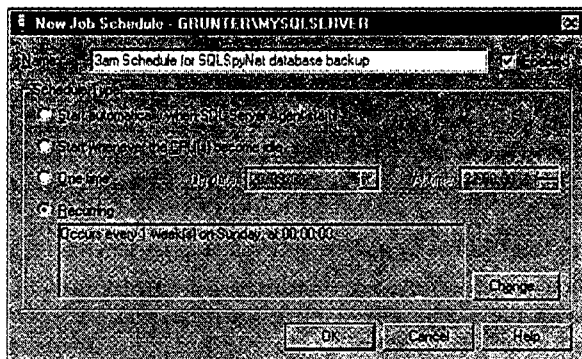 New Job Schedule - GRUNTER\MYSQLSERVER
Name: 3am Schedule for SQLSpyNet database backup Enabled
Schedule Type
Start automatically when SQL Server Agent starts
Start whenever the CPU(s) become idle
One time On date: At time:
Recurring
Occurs every 1 week(s) on Sunday, at 00:00:00.
Change...
OK Cancel Help